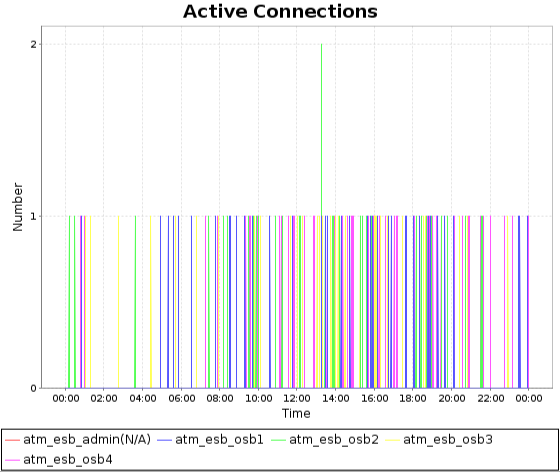 Active Connections
2
1
0
Number
00:00 02:00 04:00 06:00 08:00 10:00 12:00 14:00 16:00 18:00 20:00 22:00 00:00
Time
atm_esb_admin(N/A) atm_esb_osb1 atm_esb_osb2 atm_esb_osb3
atm_esb_osb4